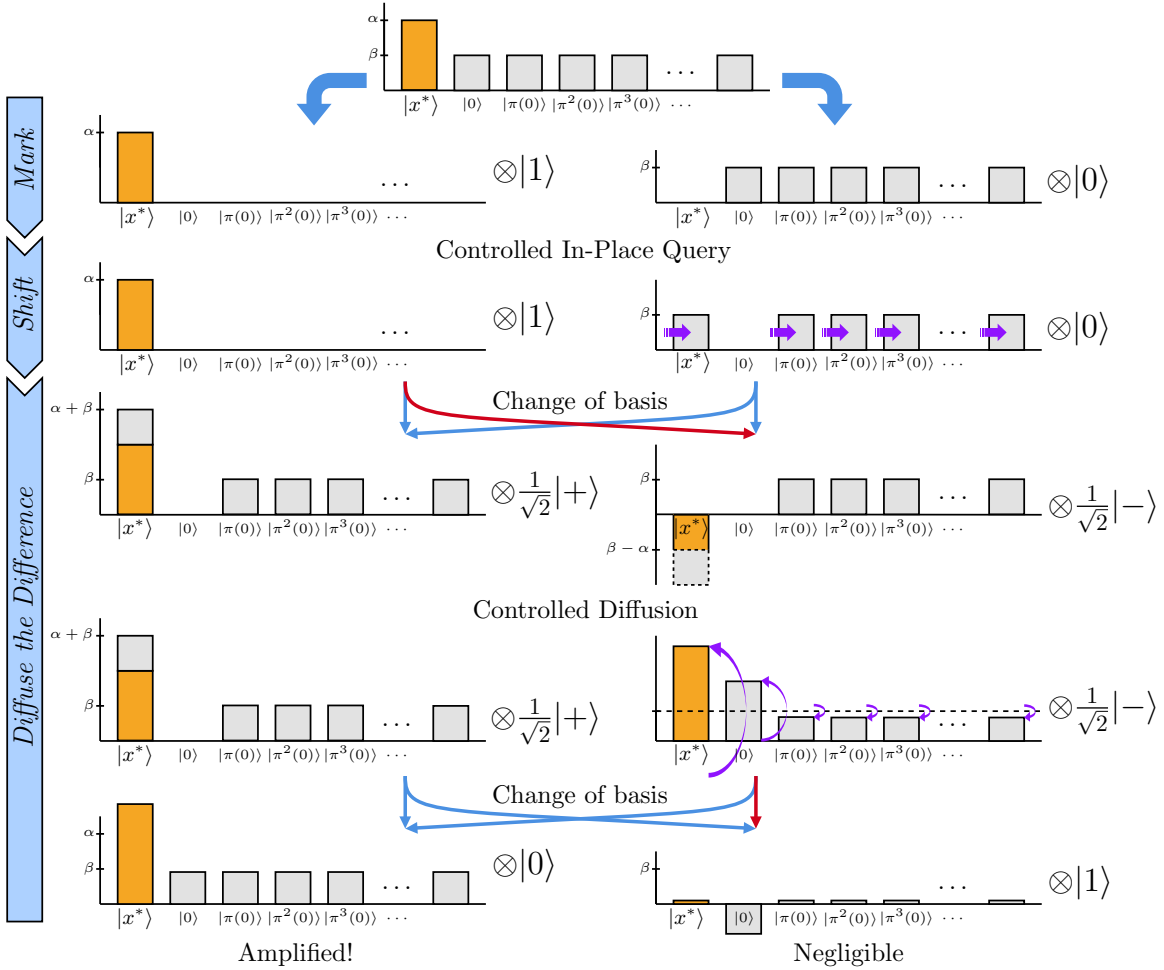 α
β
|x*⟩ |0⟩ |π(0)⟩ |π²(0)⟩ |π³(0)⟩ ···
···
Mark
α
|x*⟩ |0⟩ |π(0)⟩ |π²(0)⟩ |π³(0)⟩ ···
···
⊗|1⟩
β
|x*⟩ |0⟩ |π(0)⟩ |π²(0)⟩ |π³(0)⟩ ···
···
⊗|0⟩
Controlled In-Place Query
Shift
α
|x*⟩ |0⟩ |π(0)⟩ |π²(0)⟩ |π³(0)⟩ ···
···
⊗|1⟩
β
|x*⟩ |0⟩ |π(0)⟩ |π²(0)⟩ |π³(0)⟩ ···
···
⊗|0⟩
Change of basis
Diffuse the Difference
α + β
β
|x*⟩ |0⟩ |π(0)⟩ |π²(0)⟩ |π³(0)⟩ ···
···
⊗1/√2|+⟩
β
β − α
|x*⟩ |0⟩ |π(0)⟩ |π²(0)⟩ |π³(0)⟩ ···
···
⊗1/√2|−⟩
Controlled Diffusion
α + β
β
|x*⟩ |0⟩ |π(0)⟩ |π²(0)⟩ |π³(0)⟩ ···
···
⊗1/√2|+⟩
|x*⟩ |0⟩ |π(0)⟩ |π²(0)⟩ |π³(0)⟩ ···
···
⊗1/√2|−⟩
Change of basis
α
β
|x*⟩ |0⟩ |π(0)⟩ |π²(0)⟩ |π³(0)⟩ ···
···
⊗|0⟩
β
|x*⟩ |0⟩ |π(0)⟩ |π²(0)⟩ |π³(0)⟩ ···
···
⊗|1⟩
Amplified!
Negligible